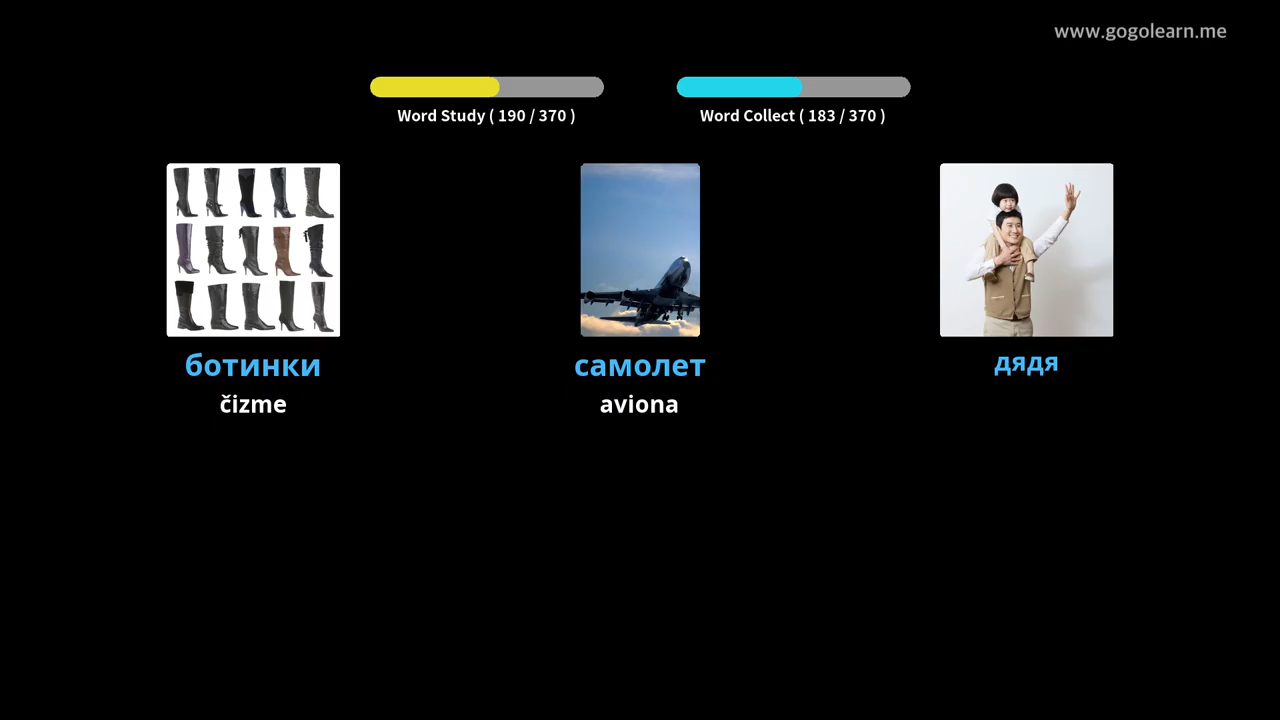 www.gogolearn.me
Word Study ( 190 / 370 )
Word Collect ( 183 / 370 )
ботинки
čizme
самолет
aviona
дядя